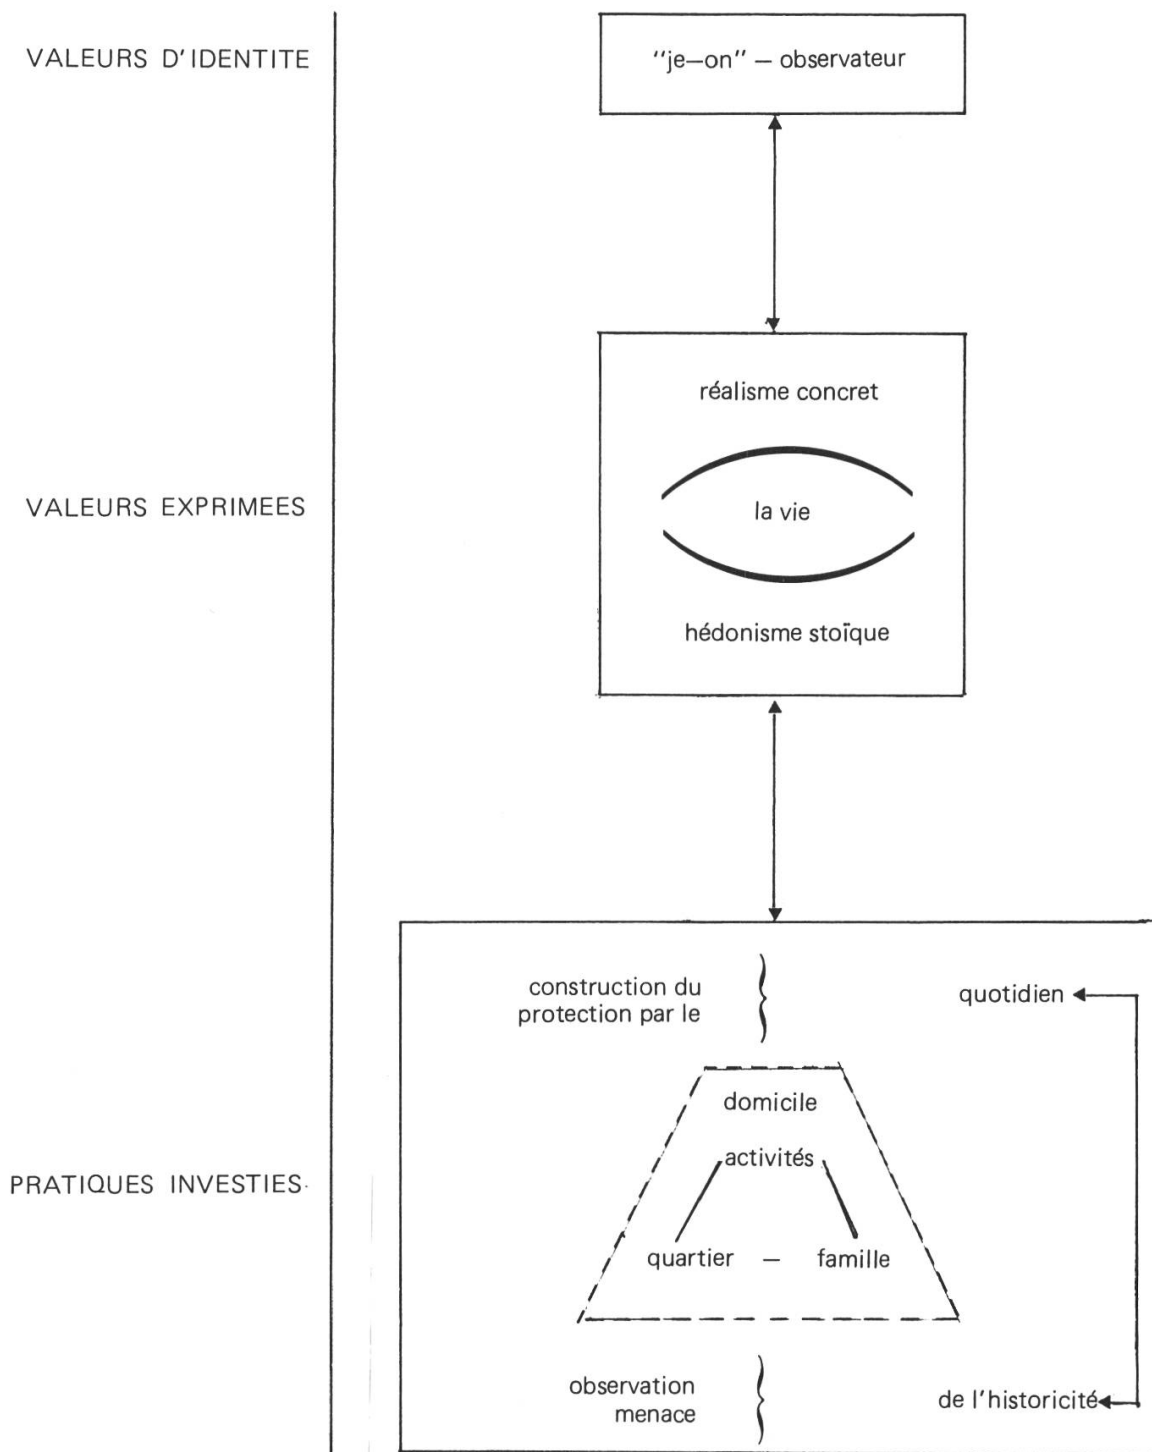 VALEURS D'IDENTITE
"je–on" – observateur
réalisme concret
VALEURS EXPRIMEES
la vie
hédonisme stoïque
construction du
protection par le
quotidien
domicile
activités
PRATIQUES INVESTIES
quartier – famille
observation
menace
de l'historicité